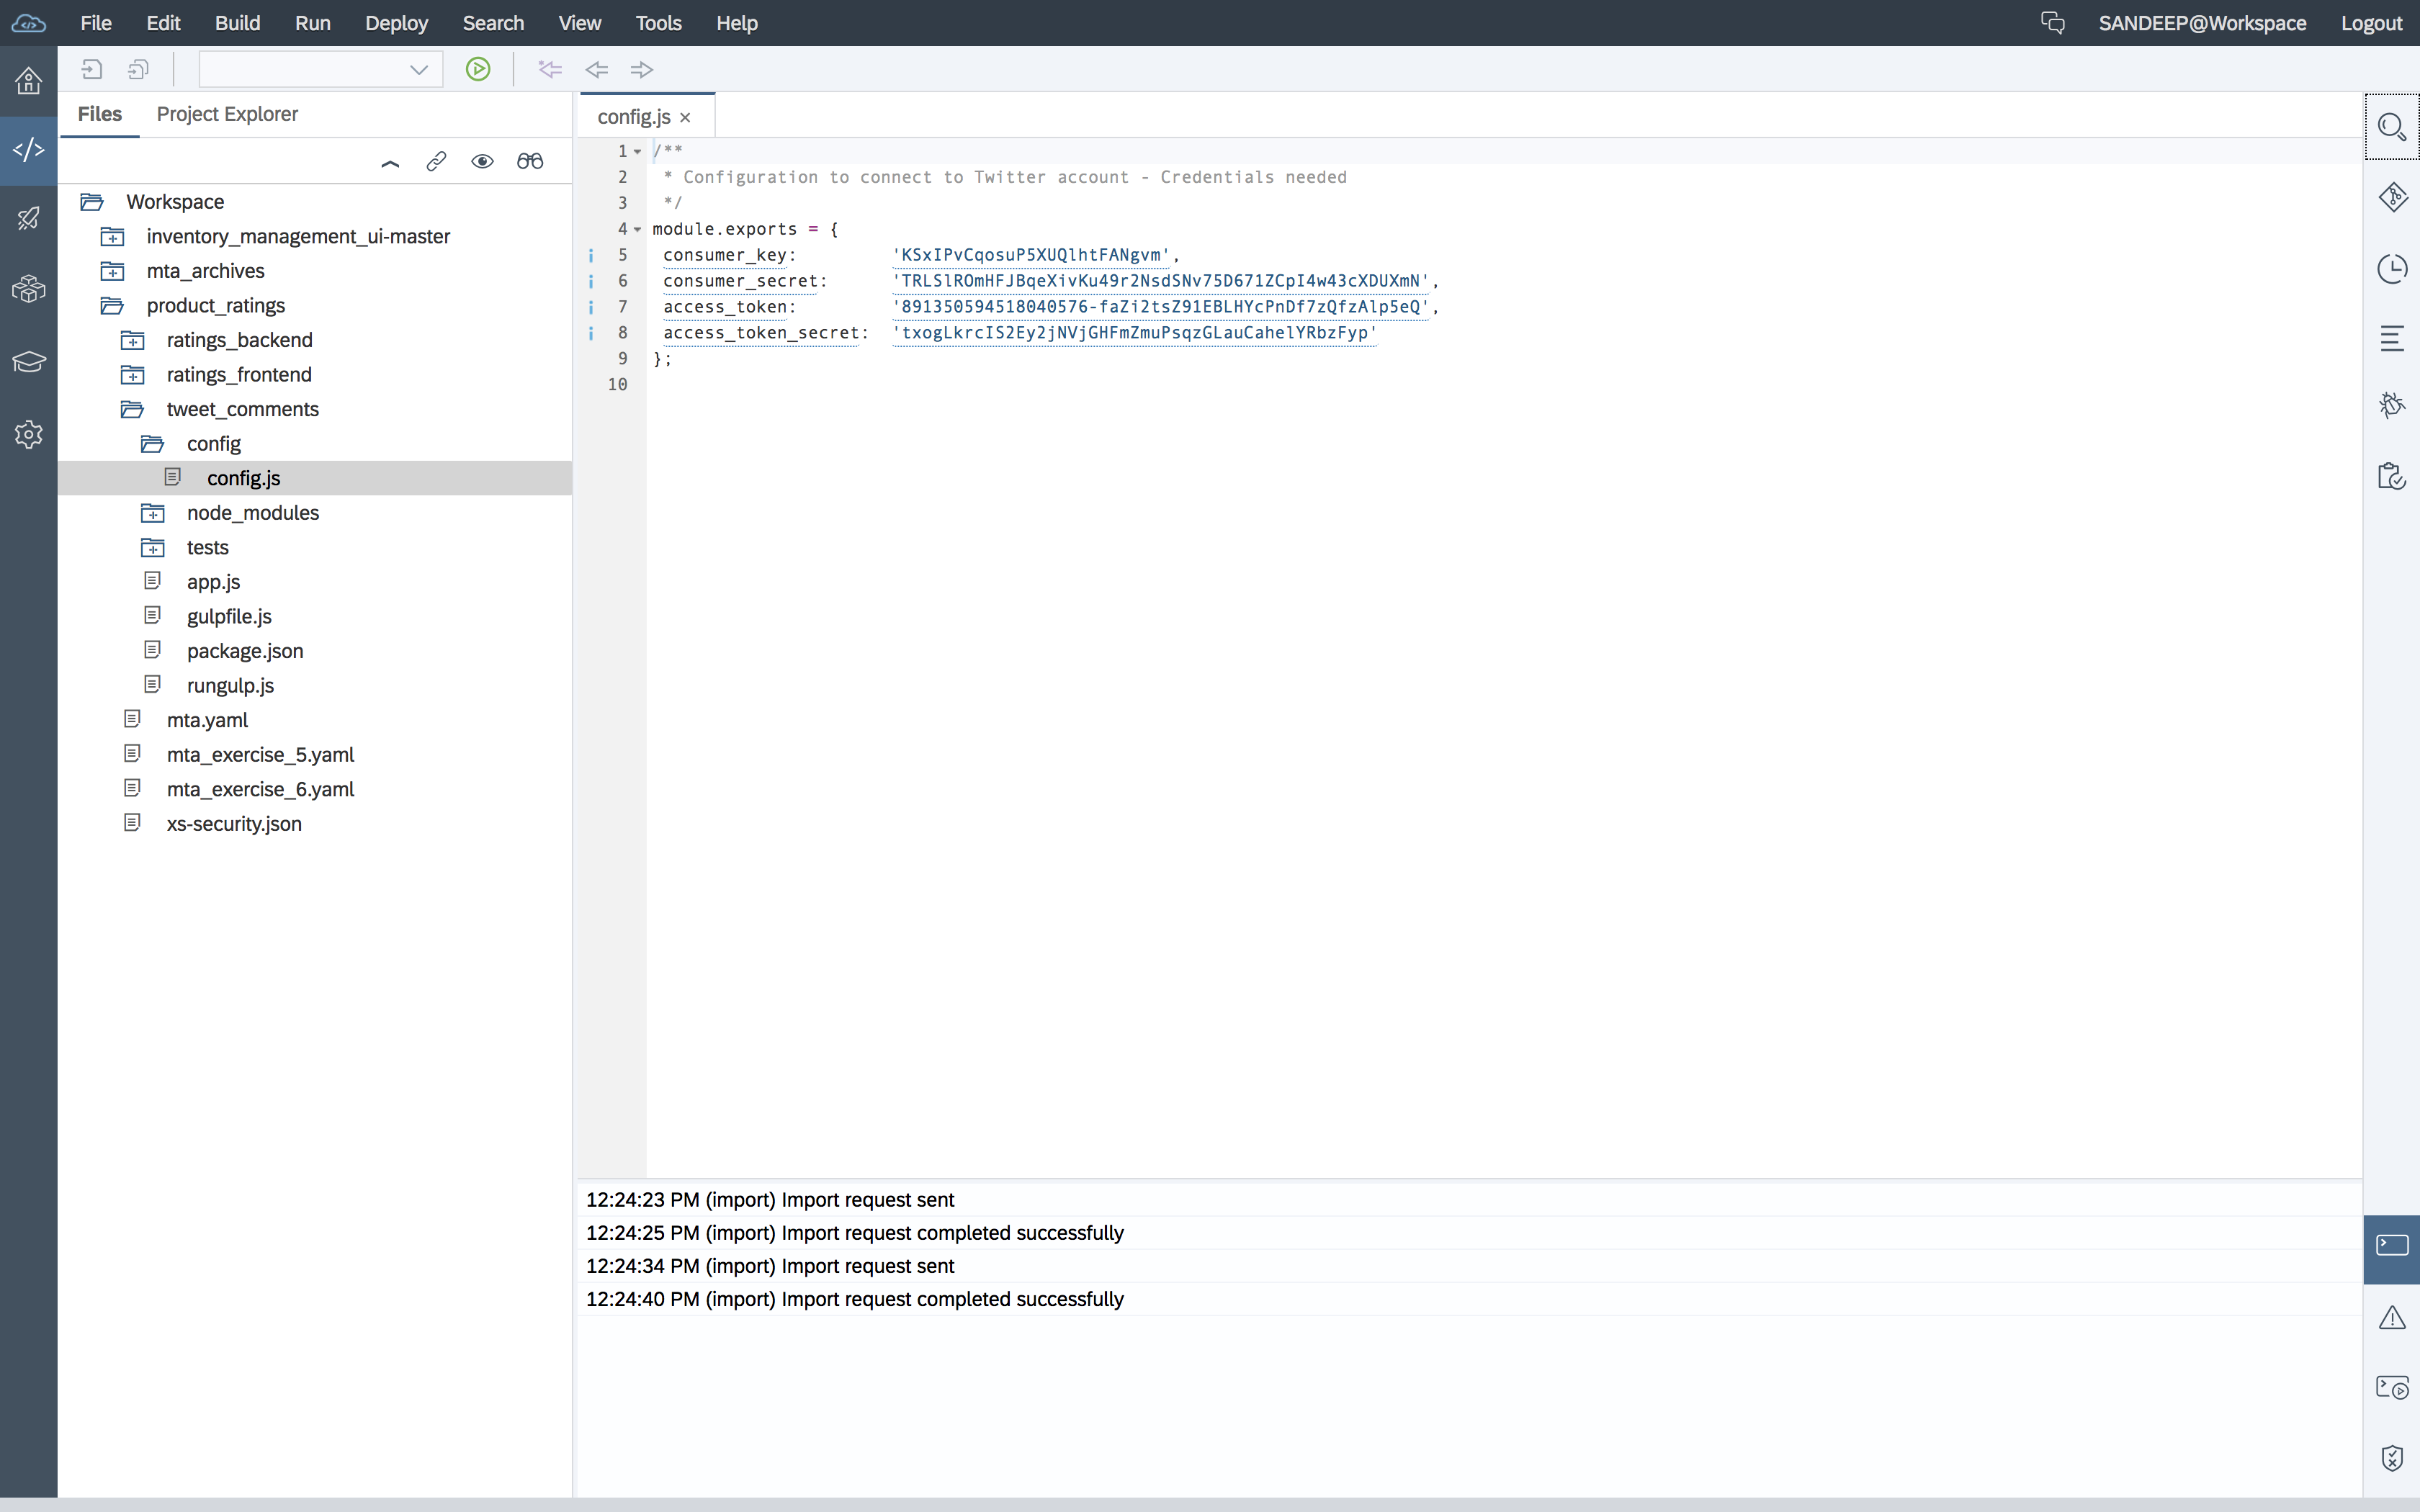 File Edit Build Run Deploy Search View Tools Help SANDEEP@Workspace Logout
Files Project Explorer
config.js ×
Workspace
inventory_management_ui-master
mta_archives
product_ratings
ratings_backend
ratings_frontend
tweet_comments
config
config.js
node_modules
tests
app.js
gulpfile.js
package.json
rungulp.js
mta.yaml
mta_exercise_5.yaml
mta_exercise_6.yaml
xs-security.json
1 /**
2 * Configuration to connect to Twitter account - Credentials needed
3 */
4 module.exports = {
5 consumer_key: 'KSxIPvCqosuP5XUQlhtFANgvm',
6 consumer_secret: 'TRLSlROmHFJBqeXivKu49r2NsdSNv75D671ZCpI4w43cXDUXmN',
7 access_token: '891350594518040576-faZi2tsZ91EBLHYcPnDf7zQfzAlp5eQ',
8 access_token_secret: 'txogLkrcIS2Ey2jNVjGHFmZmuPsqzGLauCahelYRbzFyp'
9 };
10
12:24:23 PM (import) Import request sent
12:24:25 PM (import) Import request completed successfully
12:24:34 PM (import) Import request sent
12:24:40 PM (import) Import request completed successfully